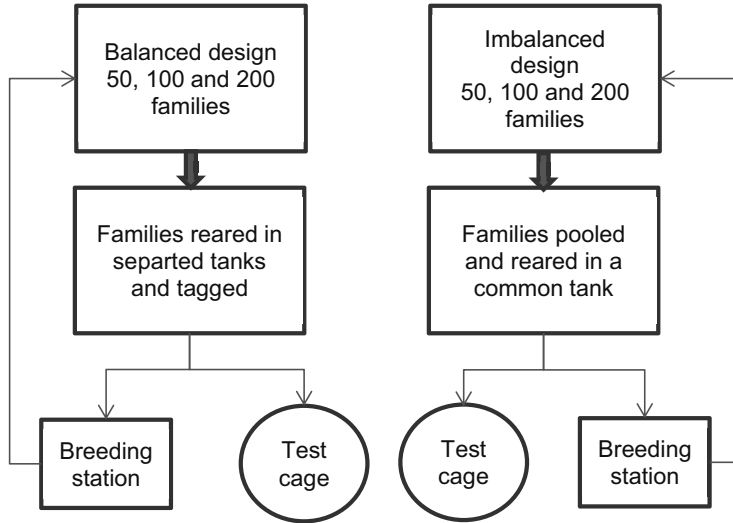 Balanced design
50, 100 and 200
families
Imbalanced
design
50, 100 and 200
families
Families reared in
separted tanks
and tagged
Families pooled
and reared in a
common tank
Breeding
station
Test
cage
Test
cage
Breeding
station